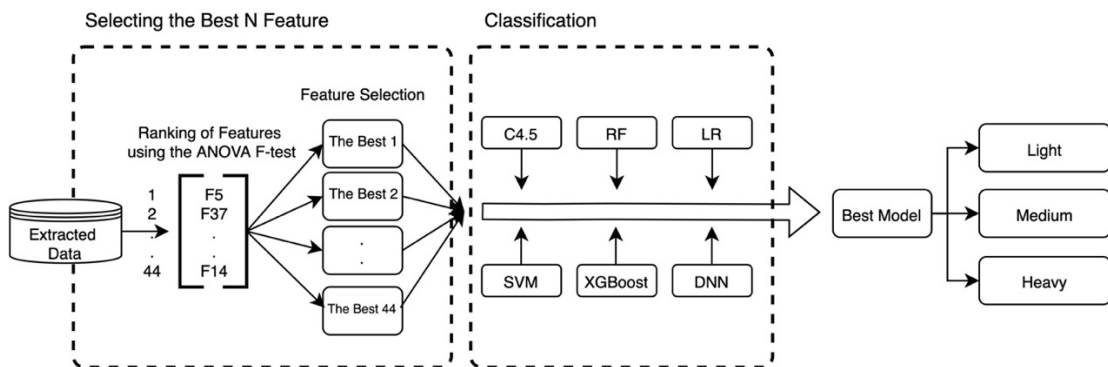 Selecting the Best N Feature
Classification
Feature Selection
Ranking of Features
using the ANOVA F-test
Extracted
Data
1
2
.
.
44
F5
F37
.
.
F14
The Best 1
The Best 2
:
The Best 44
C4.5
RF
LR
SVM
XGBoost
DNN
Best Model
Light
Medium
Heavy